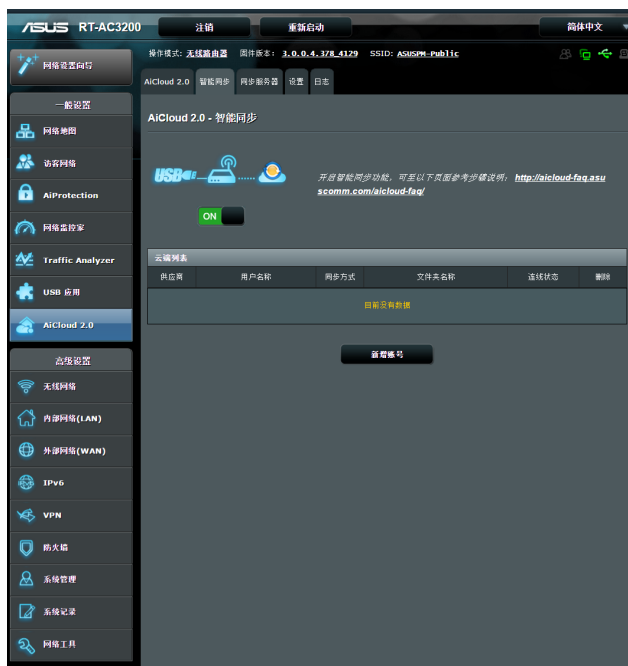 ASUS RT-AC3200 注销 重新启动 简体中文
操作模式: 无线路由器 固件版本: 3.0.0.4.378_4129 SSID: ASUSPM-Public
AiCloud 2.0 智能同步 同步服务器 设置 日志
网络设置向导
一般设置
网络地图
访客网络
AiProtection
网络监控家
Traffic Analyzer
USB 应用
AiCloud 2.0
高级设置
无线网络
内部网络(LAN)
外部网络(WAN)
IPv6
VPN
防火墙
系统管理
系统记录
网络工具
AiCloud 2.0 - 智能同步
USB
开启智能同步功能, 可至以下页面参考步骤说明: http://aicloud-faq.asu
scomm.com/aicloud-faq/
ON
云端列表
供应商 用户名称 同步方式 文件夹名称 连线状态 删除
目前没有数据
新增账号